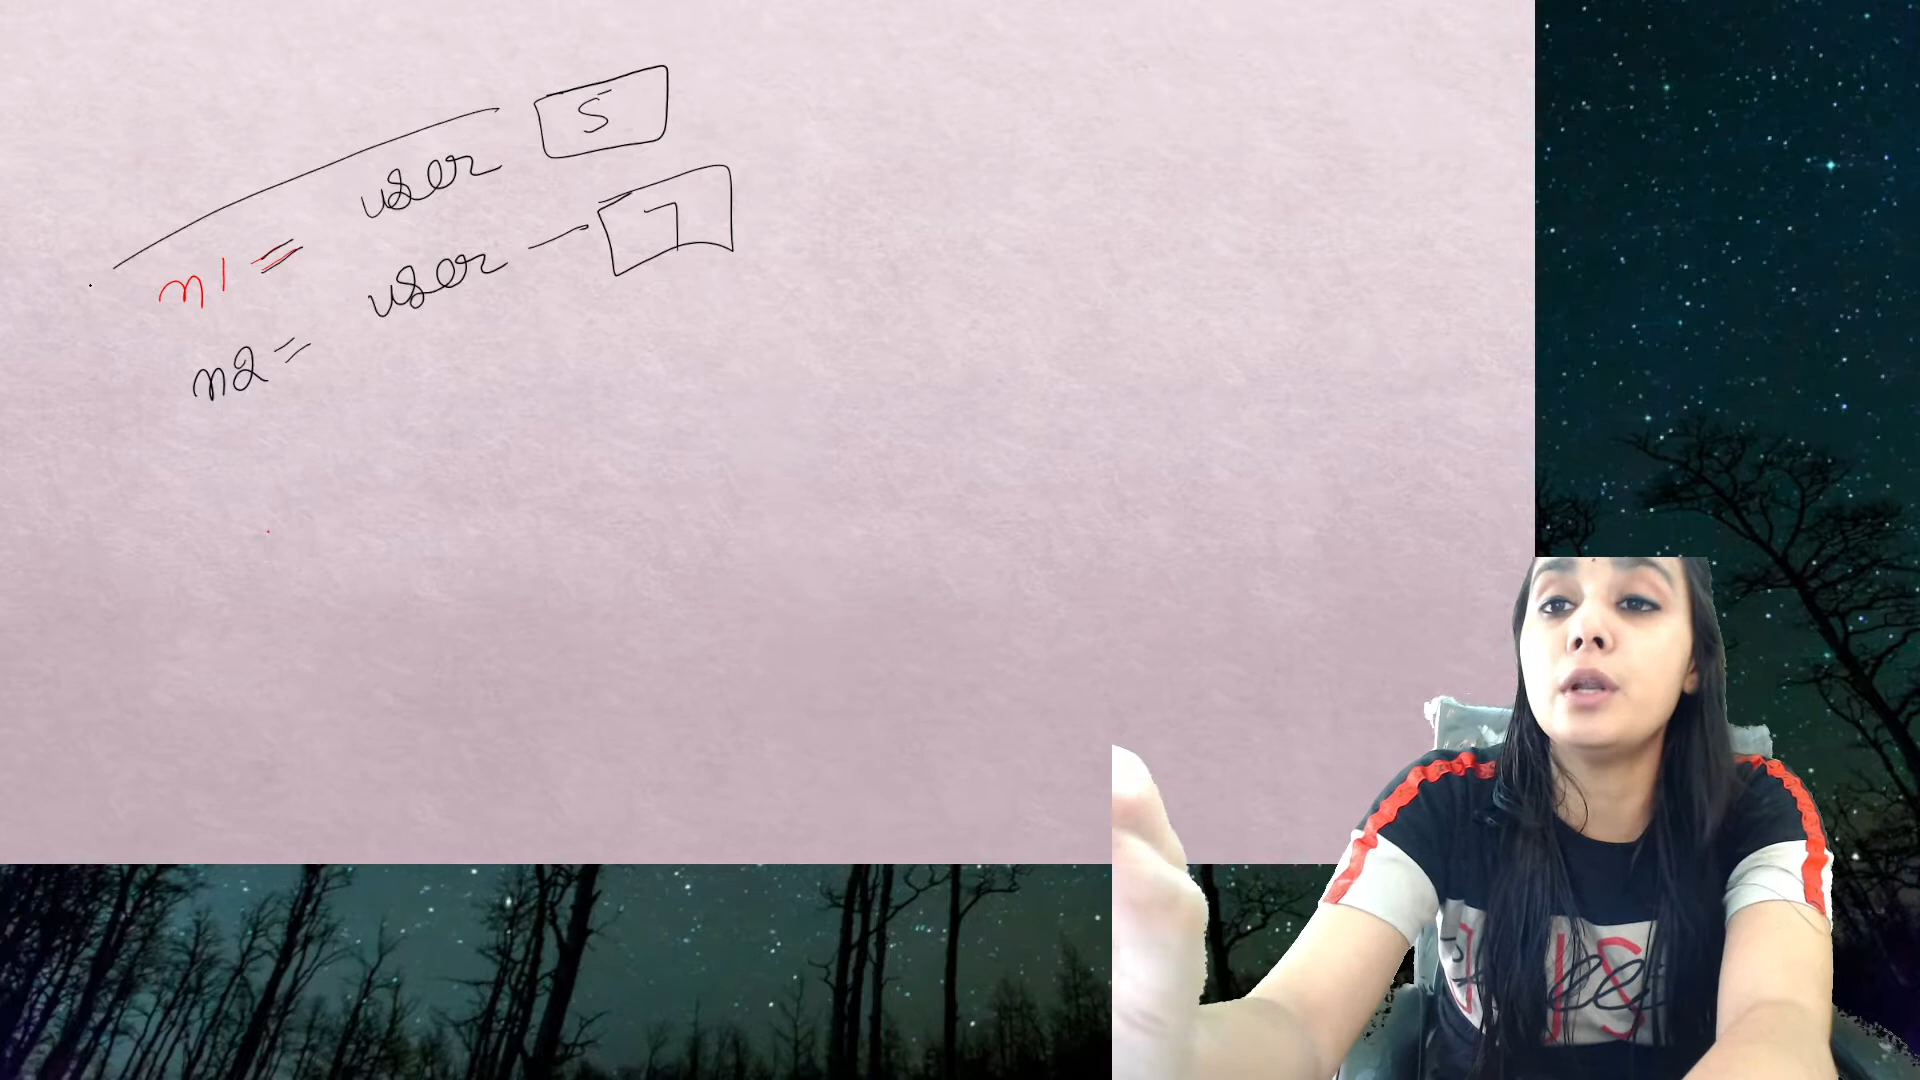 n1 = user 5
n2 = user — 7